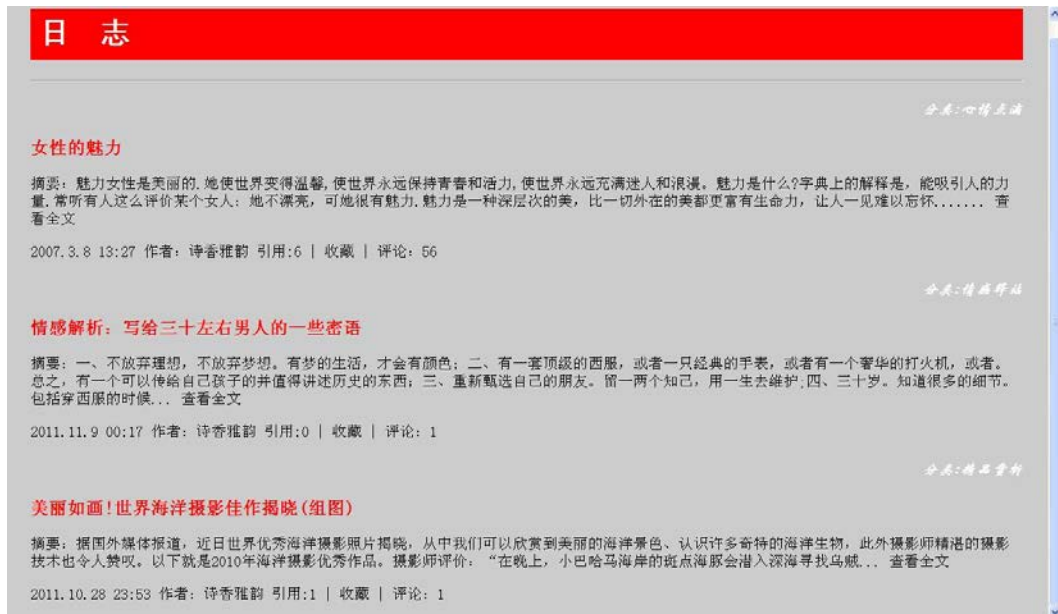 日 志
分类:心情点滴
女性的魅力
摘要: 魅力女性是美丽的.她使世界变得温馨,使世界永远保持青春和活力,使世界永远充满迷人和浪漫。魅力是什么?字典上的解释是, 能吸引人的力
量.常听有人这么评价某个女人: 她不漂亮, 可她很有魅力.魅力是一种深层次的美, 比一切外在的美都更富有生命力, 让人一见难以忘怀....... 查
看全文
2007.3.8 13:27 作者: 诗香雅韵 引用:6 | 收藏 | 评论: 56
分类:情感驿站
情感解析: 写给三十左右男人的一些密语
摘要: 一、不放弃理想, 不放弃梦想。有梦的生活, 才会有颜色; 二、有一套顶级的西服, 或者一只经典的手表, 或者有一个奢华的打火机, 或者。
总之, 有一个可以传给自己孩子的并值得讲述历史的东西; 三、重新甄选自己的朋友。留一两个知己, 用一生去维护;四、三十岁。知道很多的细节。
包括穿西服的时候... 查看全文
2011.11.9 00:17 作者: 诗香雅韵 引用:0 | 收藏 | 评论: 1
分类:精品赏析
美丽如画!世界海洋摄影佳作揭晓(组图)
摘要: 据国外媒体报道, 近日世界优秀海洋摄影照片揭晓, 从中我们可以欣赏到美丽的海洋景色、认识许多奇特的海洋生物, 此外摄影师精湛的摄影
技术也令人赞叹。以下就是2010年海洋摄影优秀作品。摄影师评价: “在晚上, 小巴哈马海岸的斑点海豚会潜入深海寻找乌贼... 查看全文
2011.10.28 23:53 作者: 诗香雅韵 引用:1 | 收藏 | 评论: 1